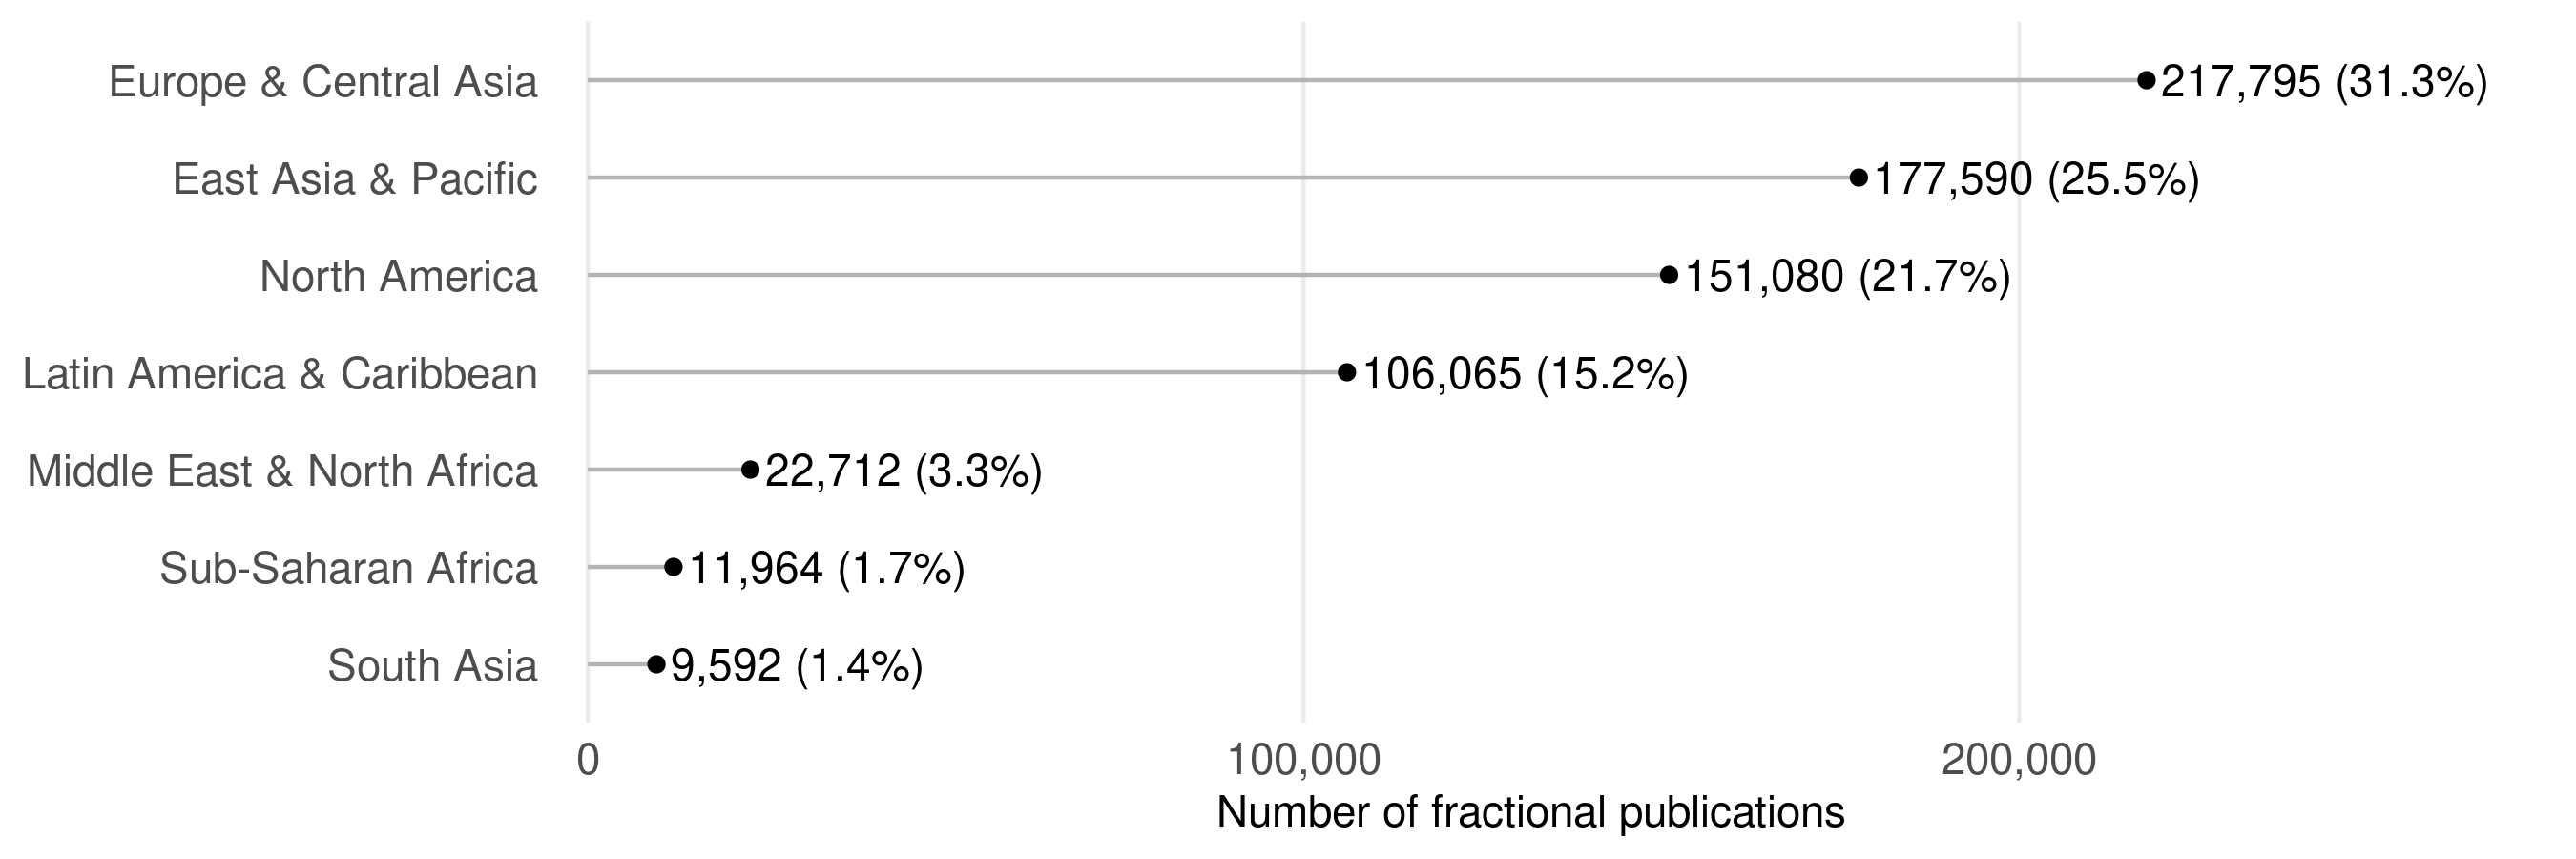 Europe & Central Asia 217,795 (31.3%)
East Asia & Pacific 177,590 (25.5%)
North America 151,080 (21.7%)
Latin America & Caribbean 106,065 (15.2%)
Middle East & North Africa 22,712 (3.3%)
Sub-Saharan Africa 11,964 (1.7%)
South Asia 9,592 (1.4%)
0 100,000 200,000
Number of fractional publications